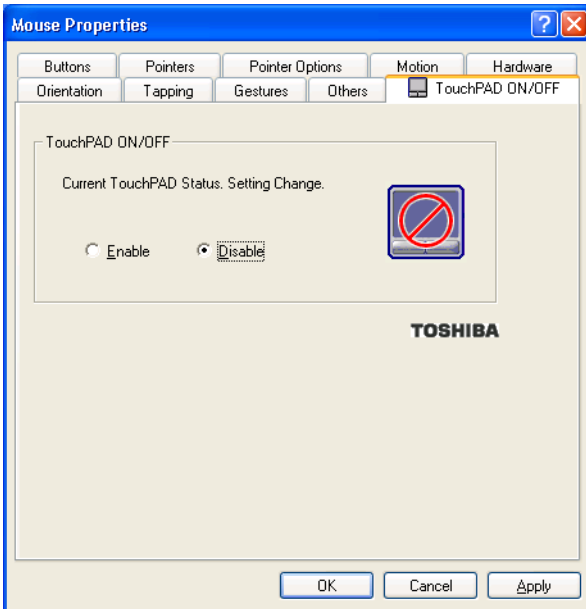 Mouse Properties
Buttons Pointers Pointer Options Motion Hardware
Orientation Tapping Gestures Others TouchPAD ON/OFF
TouchPAD ON/OFF
Current TouchPAD Status. Setting Change.
Enable Disable
TOSHIBA
OK Cancel Apply